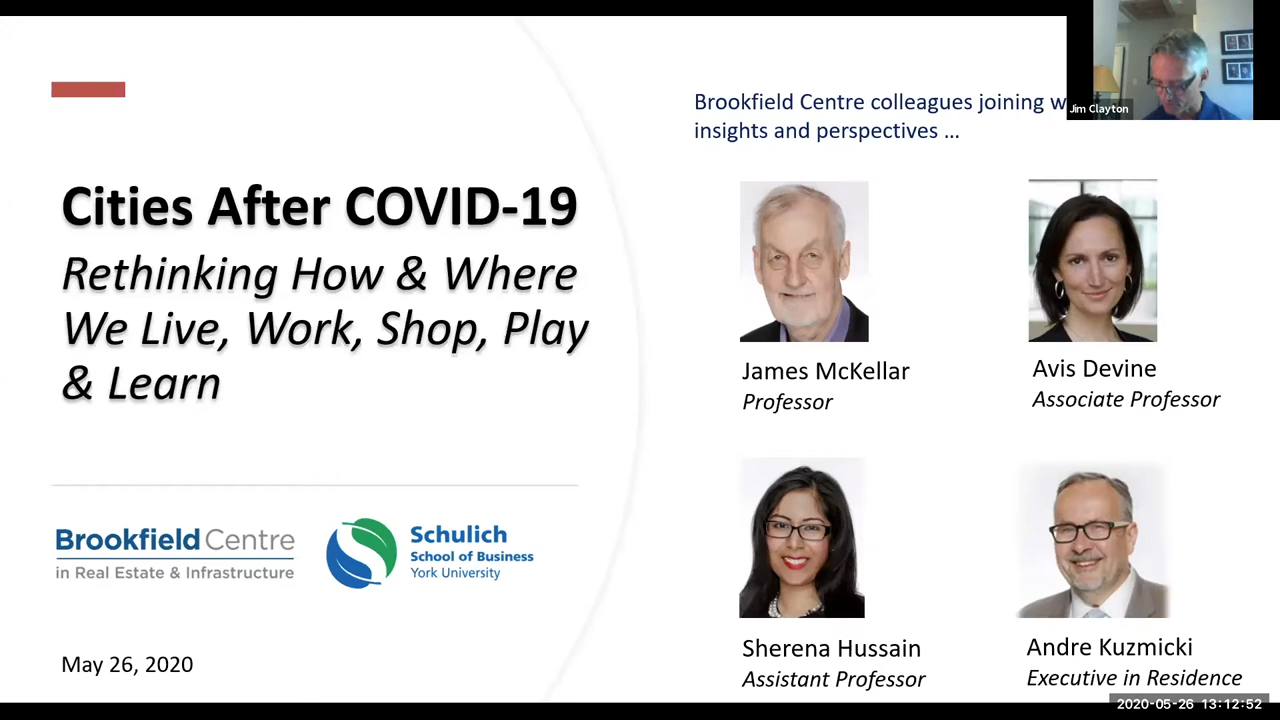 Cities After COVID-19
Rethinking How & Where
We Live, Work, Shop, Play
& Learn
Brookfield Centre
in Real Estate & Infrastructure
Schulich
School of Business
York University
May 26, 2020
Brookfield Centre colleagues joining
insights and perspectives ...
James McKellar
Professor
Avis Devine
Associate Professor
Sherena Hussain
Assistant Professor
Andre Kuzmicki
Executive in Residence
Jim Clayton
2020-05-26 13:12:52